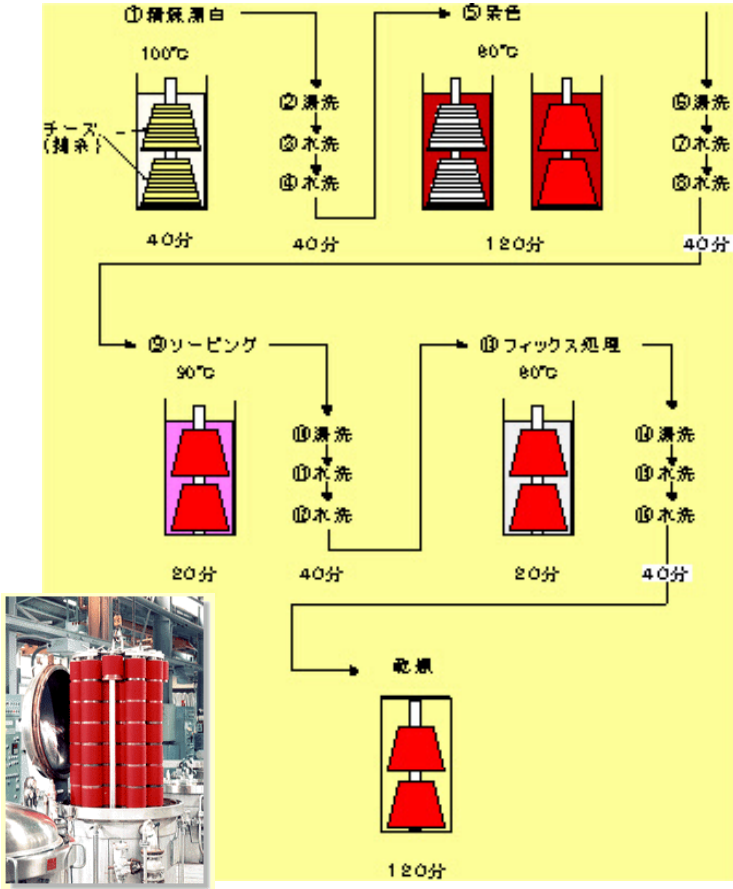 ①精練漂白
100℃
チーズ
(綿糸)
40分
②湯洗
③水洗
④水洗
40分
⑤染色
80℃
120分
⑥湯洗
⑦水洗
⑧水洗
40分
⑨ソーピング
90℃
20分
⑩湯洗
⑪水洗
⑫水洗
40分
⑬フィックス処理
80℃
20分
⑭湯洗
⑮水洗
⑯水洗
40分
乾燥
120分